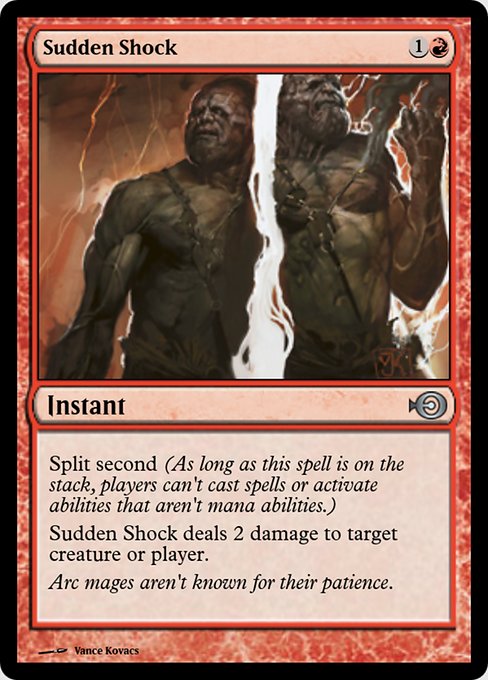 Sudden Shock 1
Instant
Split second (As long as this spell is on the
stack, players can't cast spells or activate
abilities that aren't mana abilities.)
Sudden Shock deals 2 damage to target
creature or player.
Arc mages aren't known for their patience.
Vance Kovacs